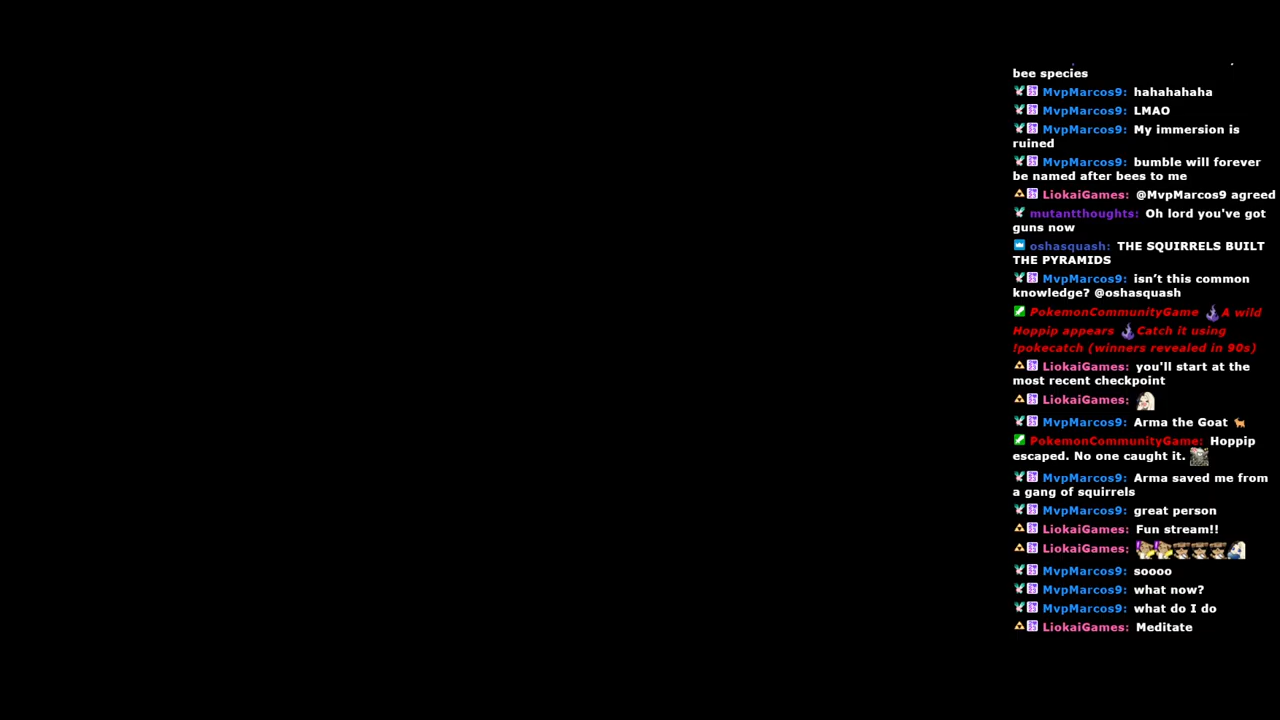 bee species
MvpMarcos9: hahahahaha
MvpMarcos9: LMAO
MvpMarcos9: My immersion is
ruined
MvpMarcos9: bumble will forever
be named after bees to me
LiokaiGames: @MvpMarcos9 agreed
mutantthoughts: Oh lord you've got
guns now
oshasquash: THE SQUIRRELS BUILT
THE PYRAMIDS
MvpMarcos9: isn’t this common
knowledge? @oshasquash
PokemonCommunityGame A wild
Hoppip appears Catch it using
!pokecatch (winners revealed in 90s)
LiokaiGames: you'll start at the
most recent checkpoint
LiokaiGames:
MvpMarcos9: Arma the Goat 🐐
PokemonCommunityGame: Hoppip
escaped. No one caught it.
MvpMarcos9: Arma saved me from
a gang of squirrels
MvpMarcos9: great person
LiokaiGames: Fun stream!!
LiokaiGames:
MvpMarcos9: soooo
MvpMarcos9: what now?
MvpMarcos9: what do I do
LiokaiGames: Meditate